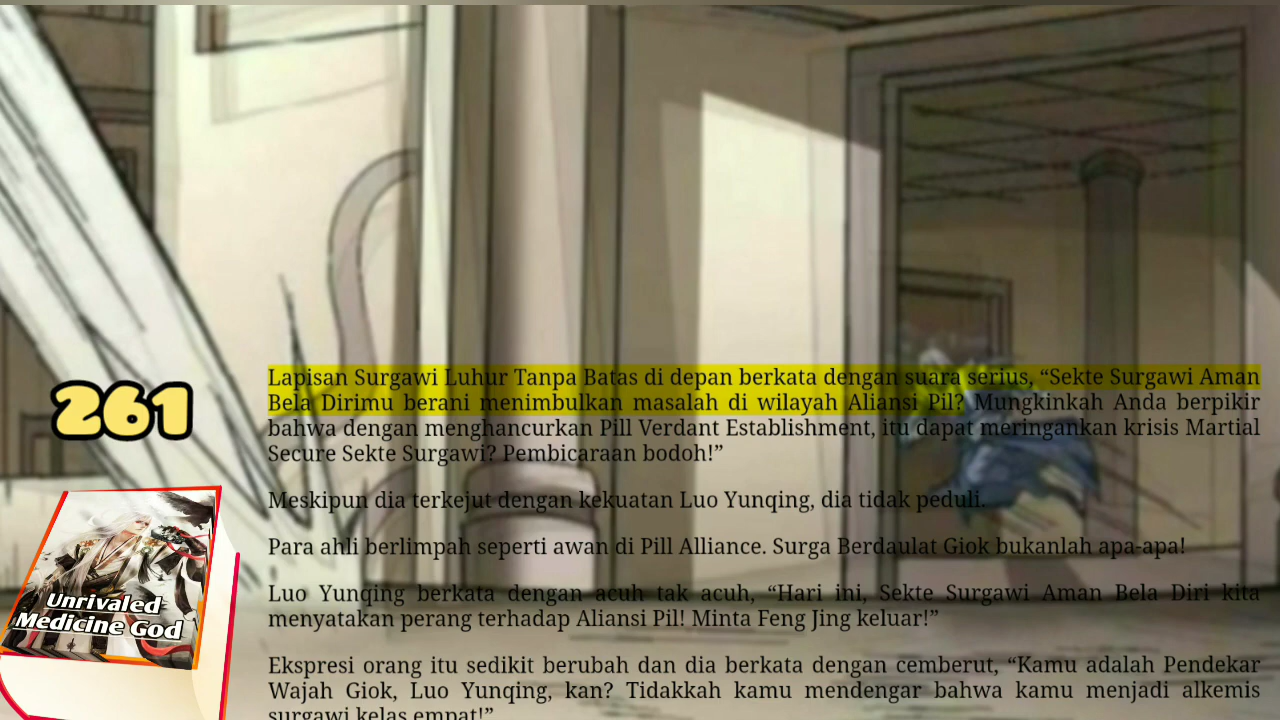 Lapisan Surgawi Luhur Tanpa Batas di depan berkata dengan suara serius, “Sekte Surgawi Aman
Bela Dirimu berani menimbulkan masalah di wilayah Aliansi Pil? Mungkinkah Anda berpikir
bahwa dengan menghancurkan Pill Verdant Establishment, itu dapat meringankan krisis Martial
Secure Sekte Surgawi? Pembicaraan bodoh!”
Meskipun dia terkejut dengan kekuatan Luo Yunqing, dia tidak peduli.
Para ahli berlimpah seperti awan di Pill Alliance. Surga Berdaulat Giok bukanlah apa-apa!
Luo Yunqing berkata dengan acuh tak acuh, “Hari ini, Sekte Surgawi Aman Bela Diri kita
menyatakan perang terhadap Aliansi Pil! Minta Feng Jing keluar!”
Ekspresi orang itu sedikit berubah dan dia berkata dengan cemberut, “Kamu adalah Pendekar
Wajah Giok, Luo Yunqing, kan? Tidakkah kamu mendengar bahwa kamu menjadi alkemis
surgawi kelas empat!”
261
Unrivaled
Medicine God